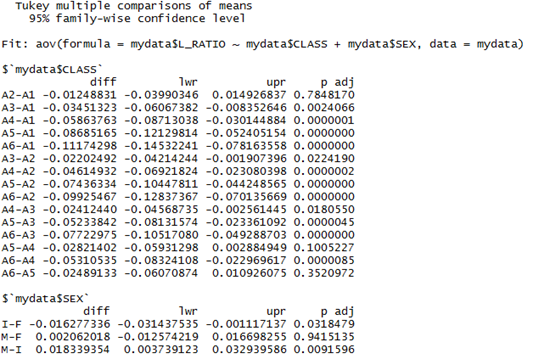 Tukey multiple comparisons of means
95% family-wise confidence level
Fit: aov(formula = mydata$L_RATIO ~ mydata$CLASS + mydata$SEX, data = mydata)
$`mydata$CLASS`
diff lwr upr p adj
A2-A1 -0.01248831 -0.03990346 0.014926837 0.7848170
A3-A1 -0.03451323 -0.06067382 -0.008352646 0.0024066
A4-A1 -0.05863763 -0.08713038 -0.030144884 0.0000001
A5-A1 -0.08685165 -0.12129814 -0.052405154 0.0000000
A6-A1 -0.11174298 -0.14532241 -0.078163558 0.0000000
A3-A2 -0.02202492 -0.04214244 -0.001907396 0.0224190
A4-A2 -0.04614932 -0.06921824 -0.023080398 0.0000002
A5-A2 -0.07436334 -0.10447811 -0.044248565 0.0000000
A6-A2 -0.09925467 -0.12837367 -0.070135669 0.0000000
A4-A3 -0.02412440 -0.04568735 -0.002561445 0.0180550
A5-A3 -0.05233842 -0.08131574 -0.023361092 0.0000045
A6-A3 -0.07722975 -0.10517080 -0.049288703 0.0000000
A5-A4 -0.02821402 -0.05931298 0.002884949 0.1005227
A6-A4 -0.05310535 -0.08324108 -0.022969617 0.0000085
A6-A5 -0.02489133 -0.06070874 0.010926075 0.3520972
$`mydata$SEX`
diff lwr upr p adj
I-F -0.016277336 -0.031437535 -0.001117137 0.0318479
M-F 0.002062018 -0.012574219 0.016698255 0.9415135
M-I 0.018339354 0.003739123 0.032939586 0.0091596